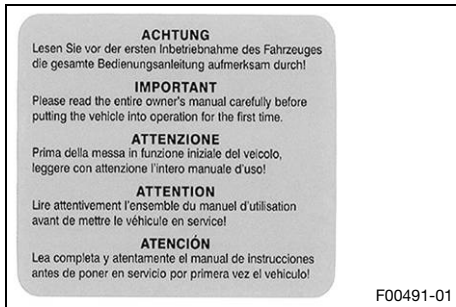 ACHTUNG
Lesen Sie vor der ersten Inbetriebnahme des Fahrzeuges
die gesamte Bedienungsanleitung aufmerksam durch!
IMPORTANT
Please read the entire owner's manual carefully before
putting the vehicle into operation for the first time.
ATTENZIONE
Prima della messa in funzione iniziale del veicolo,
leggere con attenzione l'intero manuale d'uso!
ATTENTION
Lire attentivement l'ensemble du manuel d'utilisation
avant de mettre le véhicule en service!
ATENCIÓN
Lea completa y atentamente el manual de instrucciones
antes de poner en servicio por primera vez el vehiculo!
F00491-01